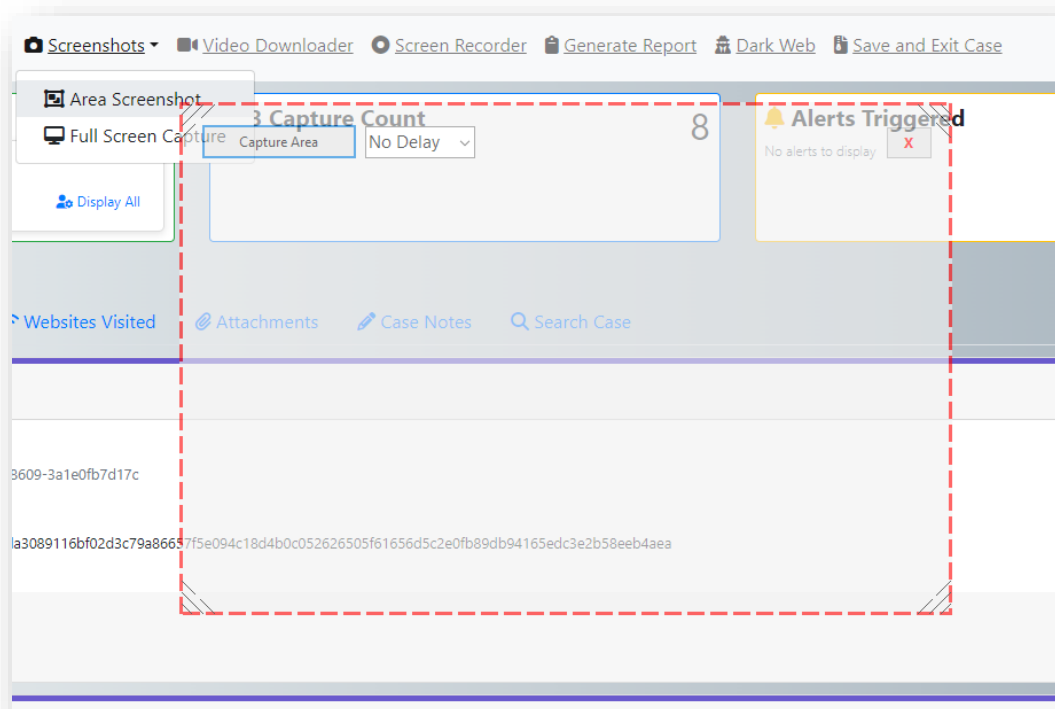 Screenshots Video Downloader Screen Recorder Generate Report Dark Web Save and Exit Case
Area Screenshot
Full Screen Capture
Display All
3 Capture Count
8
Capture Area
No Delay
Alerts Triggered
No alerts to display
X
Websites Visited Attachments Case Notes Search Case
3609-3a1e0fb7d17c
da3089116bf02d3c79a86657f5e094c18d4b0c052626505f61656d5c2e0fb89db94165edc3e2b58eeb4aea